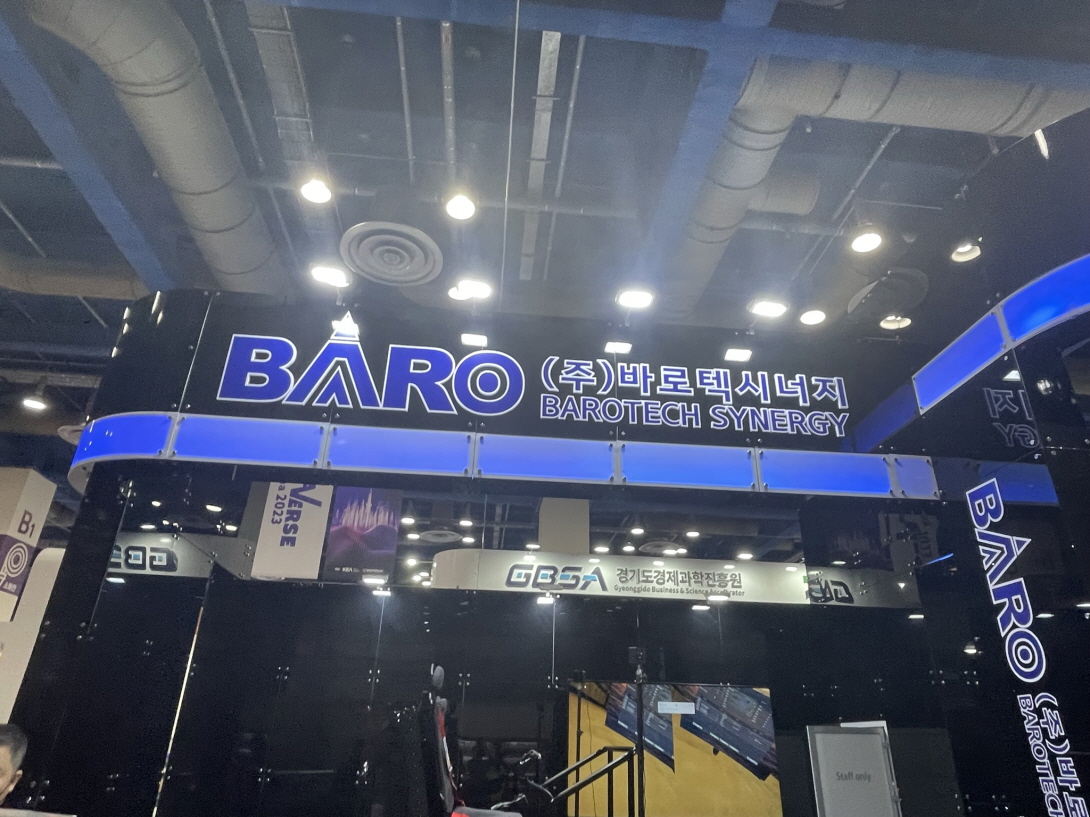 BARO
(주)바로텍시너지
BAROTECH SYNERGY
VERSE
a 2023
GBSA 경기도경제과학진흥원
Gyeonggido Business & Science Accelerator
B1
BARO
(주)바로
BAROTECH
Staff only